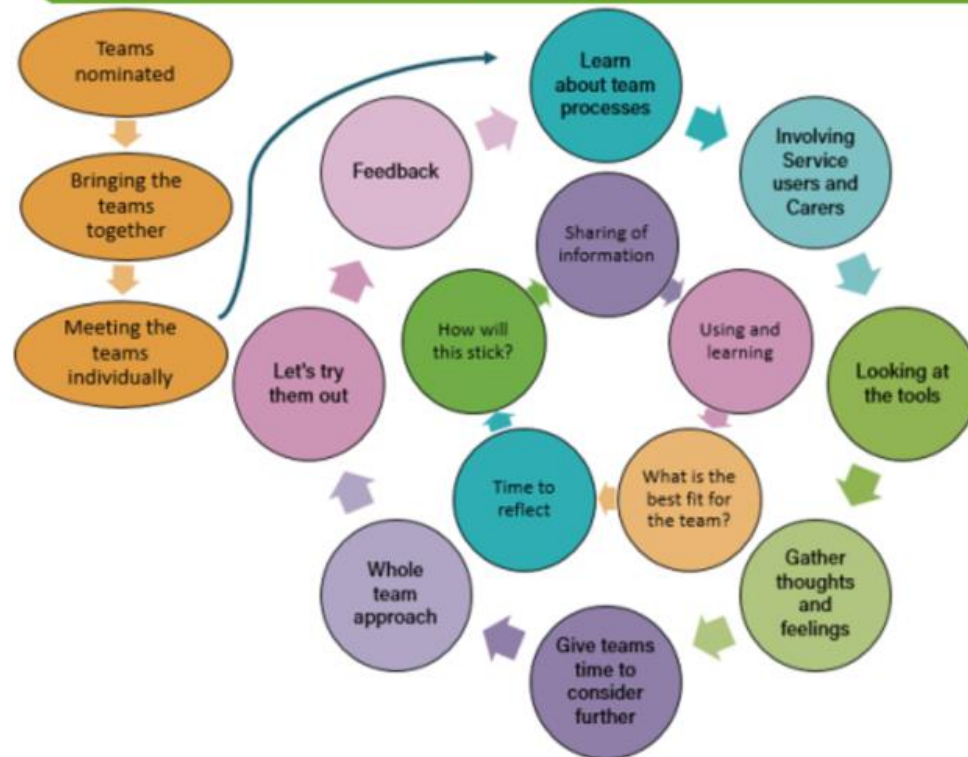 Teams
nominated
Bringing the
teams
together
Meeting the
teams
individually
Learn
about team
processes
Involving
Service
users and
Carers
Looking at
the tools
Gather
thoughts
and
feelings
Give teams
time to
consider
further
Whole
team
approach
Let's try
them out
Feedback
Sharing of
information
Using and
learning
What is the
best fit for
the team?
Time to
reflect
How will
this stick?